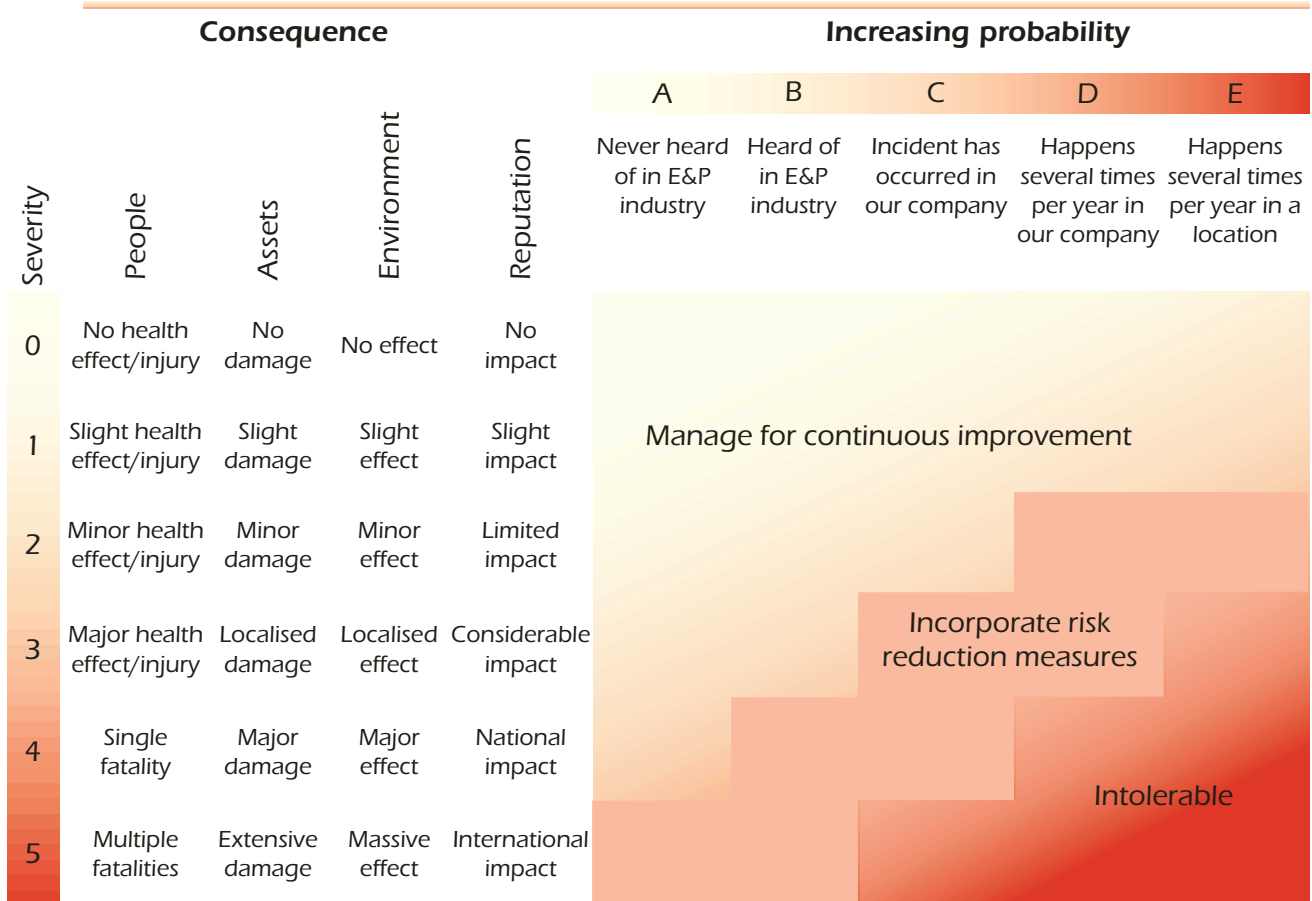 Consequence
Increasing probability
A
B
C
D
E
Never heard
of in E&P
industry
Heard of
in E&P
industry
Incident has
occurred in
our company
Happens
several times
per year in
our company
Happens
several times
per year in a
location
Severity
People
Assets
Environment
Reputation
0
No health
effect/injury
No
damage
No effect
No
impact
1
Slight health
effect/injury
Slight
damage
Slight
effect
Slight
impact
Manage for continuous improvement
2
Minor health
effect/injury
Minor
damage
Minor
effect
Limited
impact
3
Major health
effect/injury
Localised
damage
Localised
effect
Considerable
impact
Incorporate risk
reduction measures
4
Single
fatality
Major
damage
Major
effect
National
impact
Intolerable
5
Multiple
fatalities
Extensive
damage
Massive
effect
International
impact